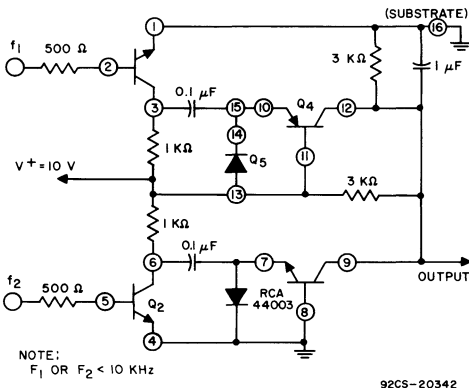 (SUBSTRATE)
f1
500 Ω
2
1
16
3 KΩ
1 µF
0.1 µF
Q4
3
15
10
12
14
11
1 KΩ
Q5
V+=10 V
13
3 KΩ
1 KΩ
0.1 µF
6
7
9
OUTPUT
f2
500 Ω
5
Q2
RCA
44003
8
4
NOTE:
F1 OR F2 < 10 KHz
92CS-20342